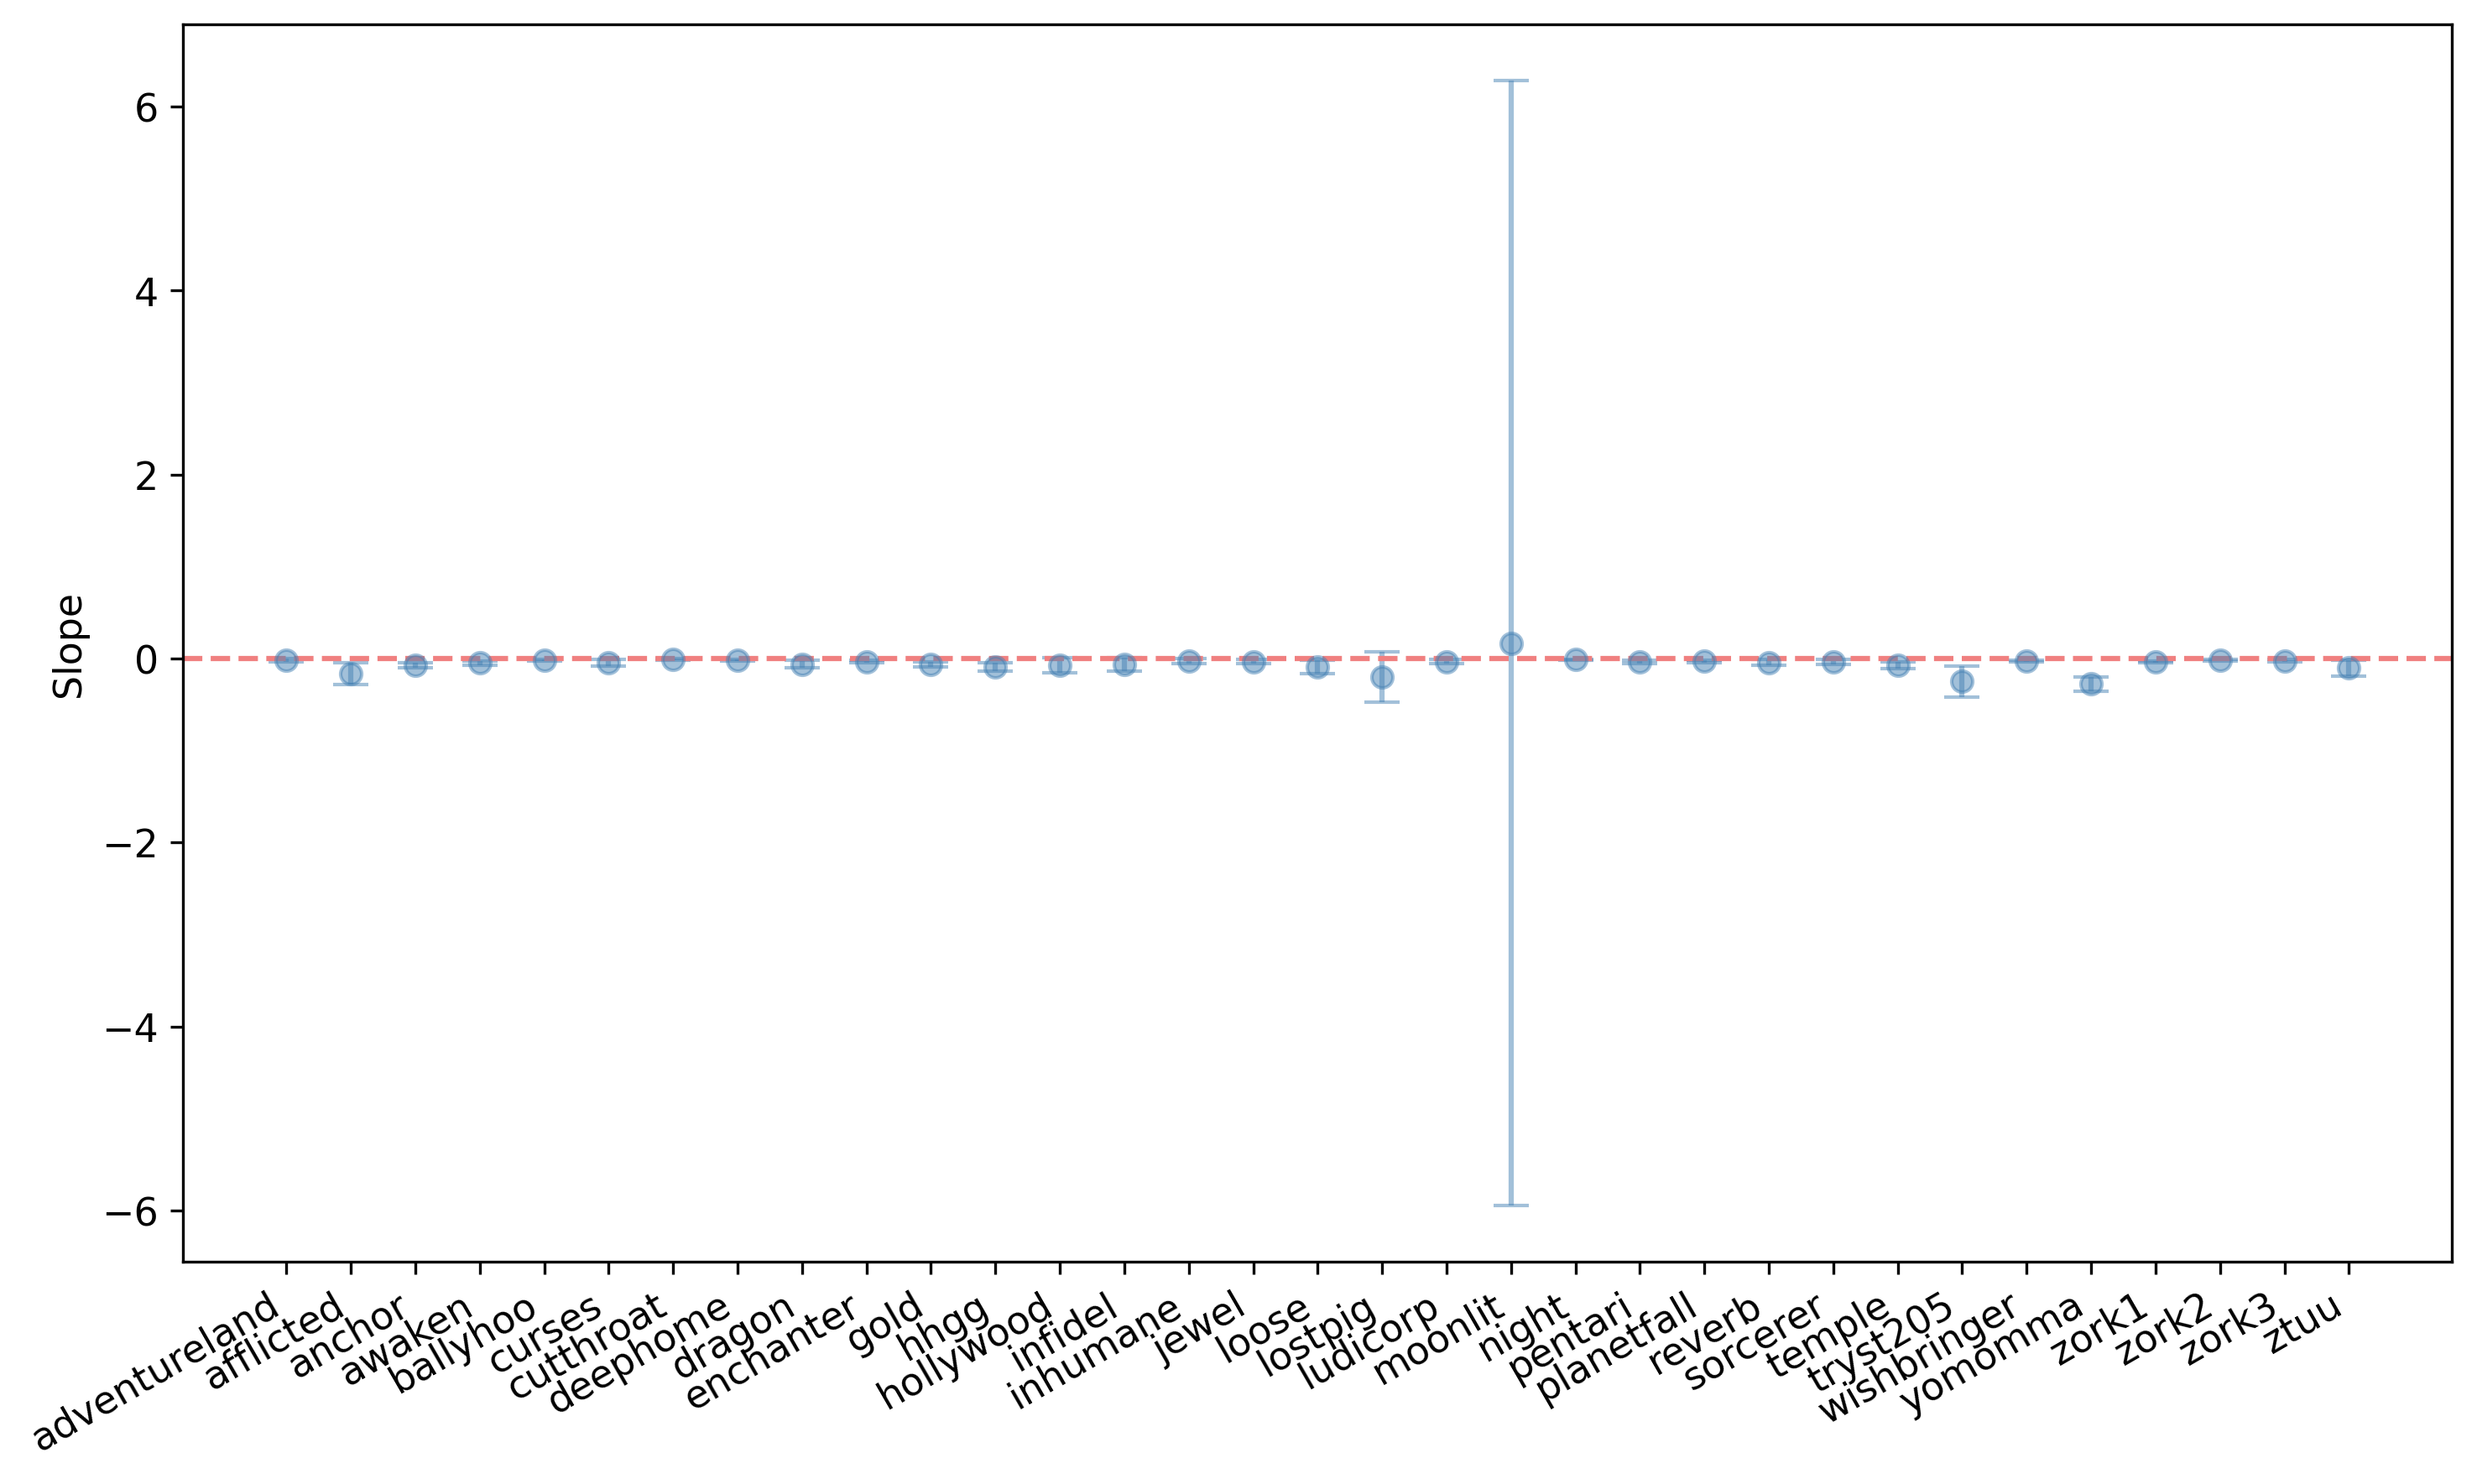 Slope
6
4
2
0
−2
−4
−6
adventureland
afflicted
anchor
awaken
ballyhoo
curses
cutthroat
deephome
dragon
enchanter
gold
hhgg
hollywood
infidel
inhumane
jewel
loose
lostpig
ludicorp
moonlit
night
pentari
planetfall
reverb
sorcerer
temple
tryst205
wishbringer
yomomma
zork1
zork2
zork3
ztuu